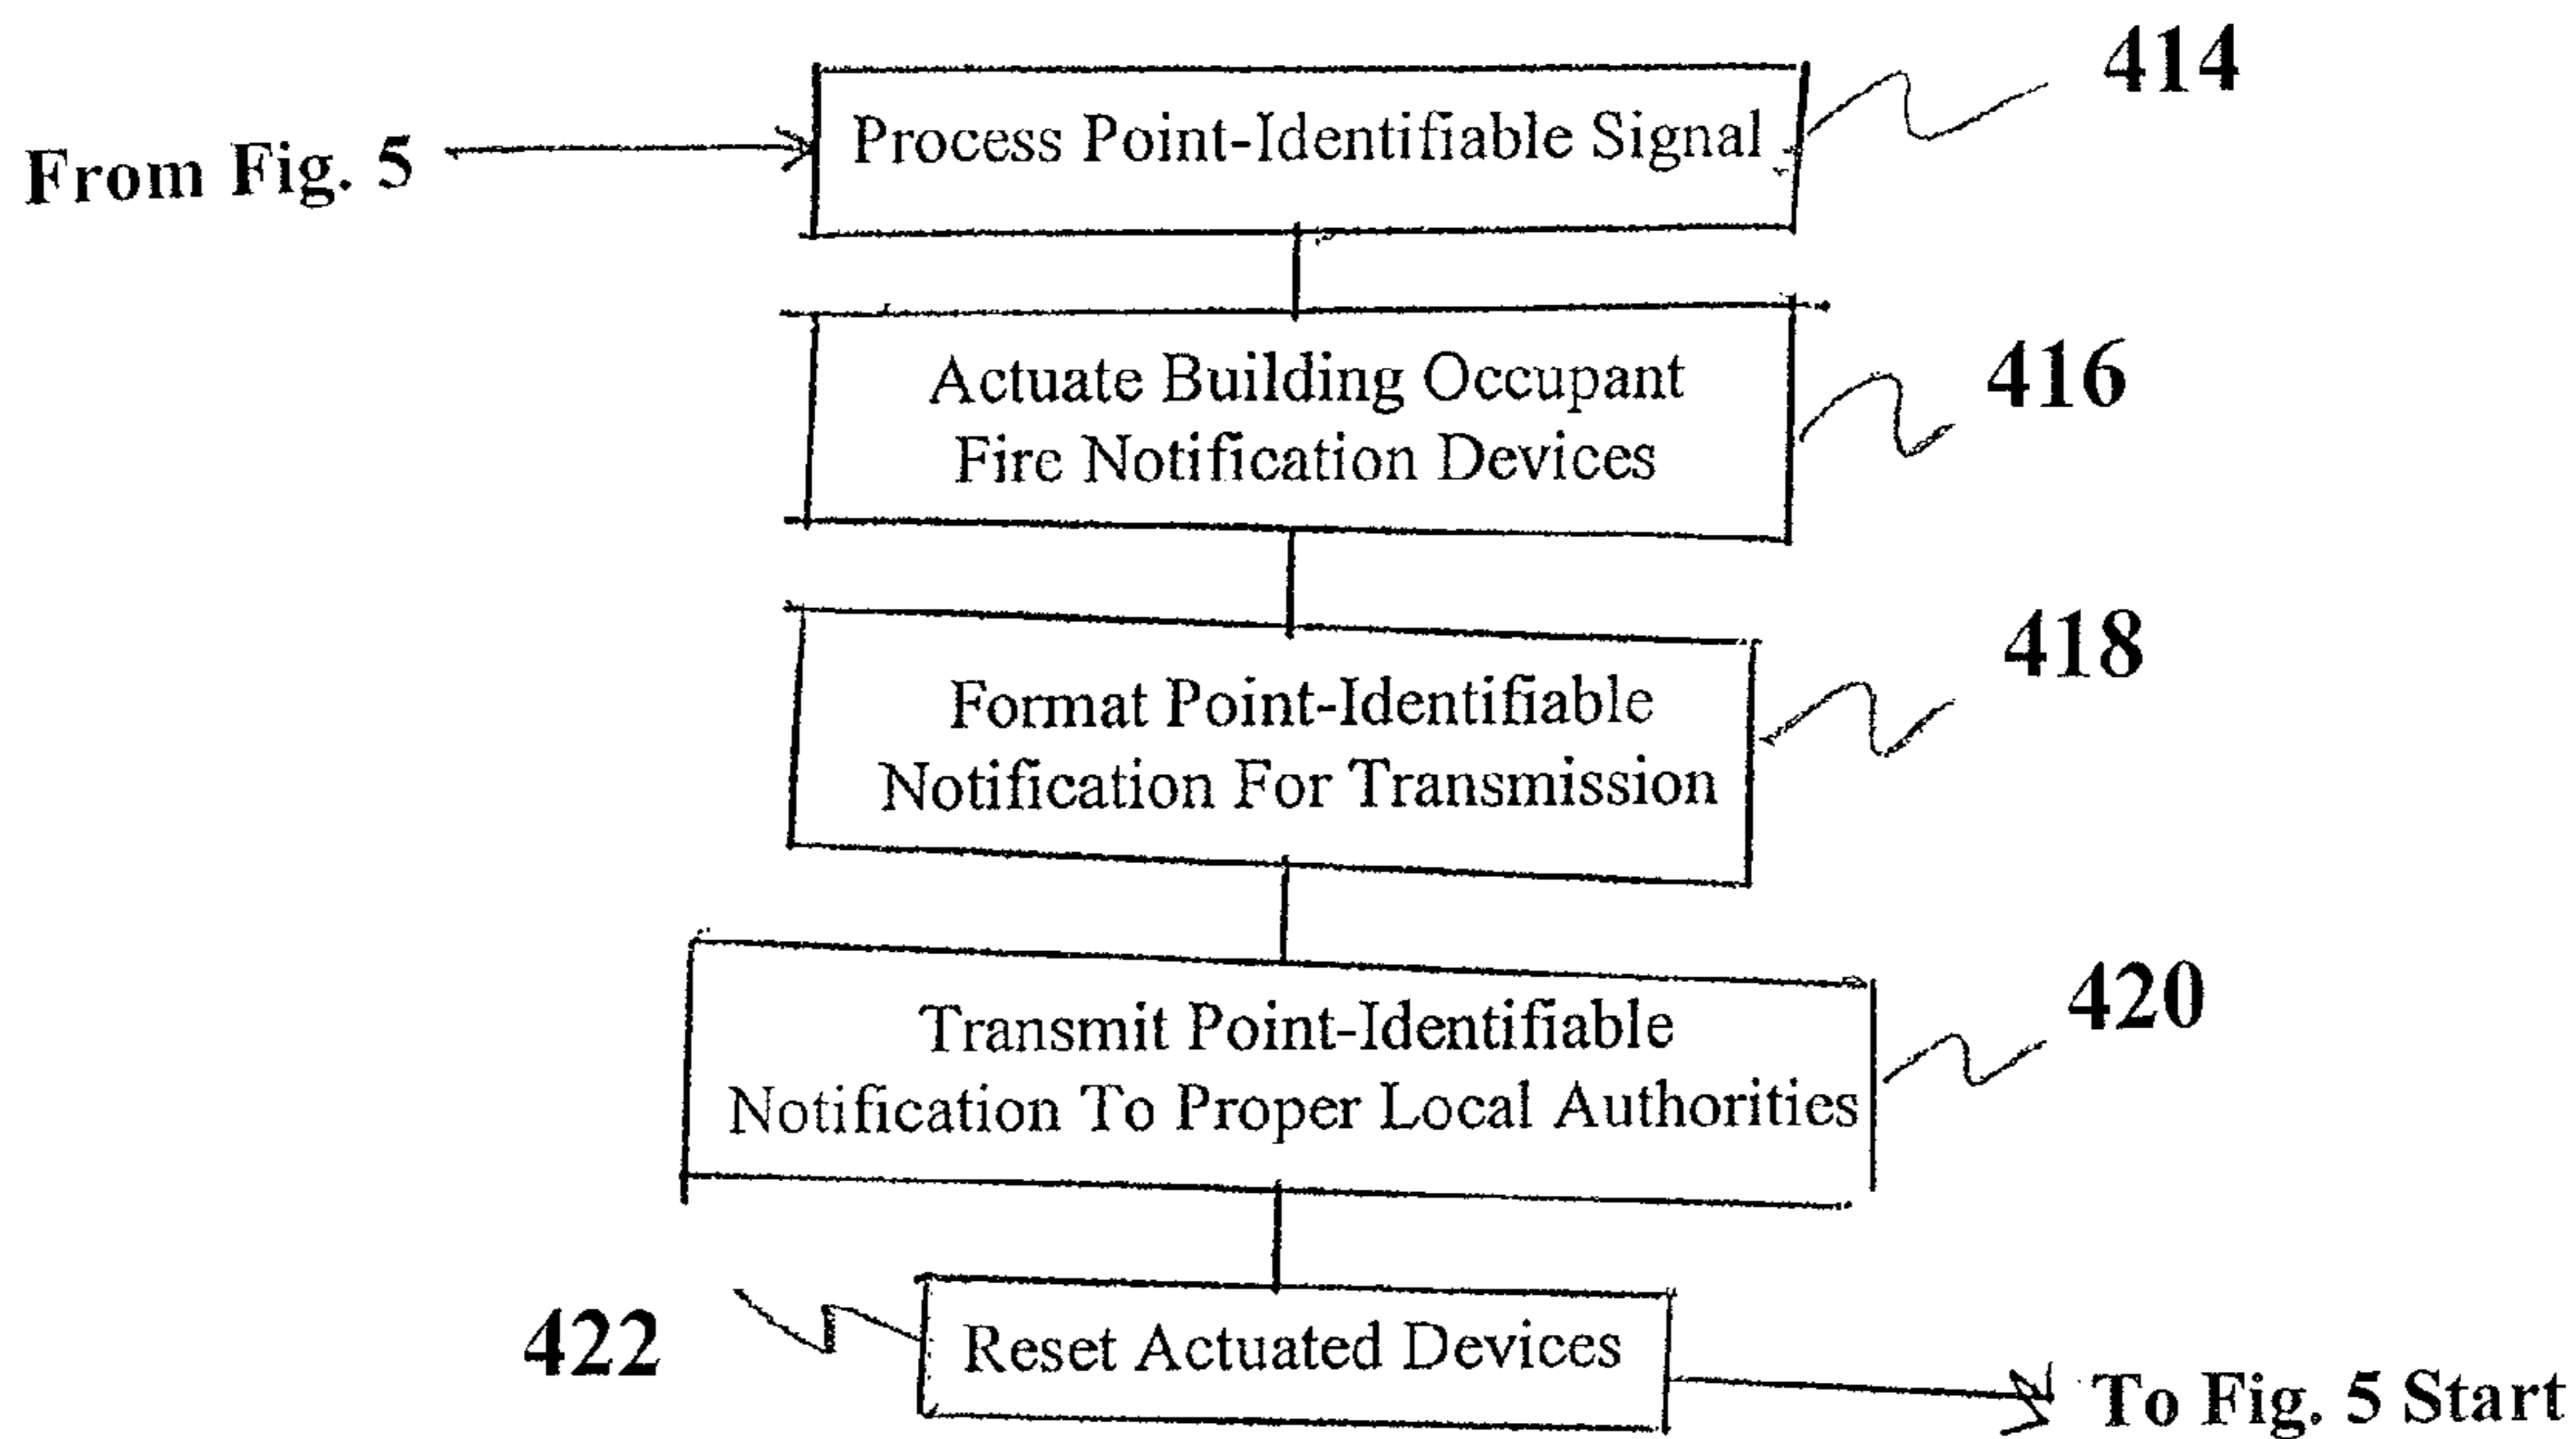 414
From Fig. 5
Process Point-Identifiable Signal
416
Actuate Building Occupant
Fire Notification Devices
418
Format Point-Identifiable
Notification For Transmission
420
Transmit Point-Identifiable
Notification To Proper Local Authorities
422
Reset Actuated Devices
To Fig. 5 Start